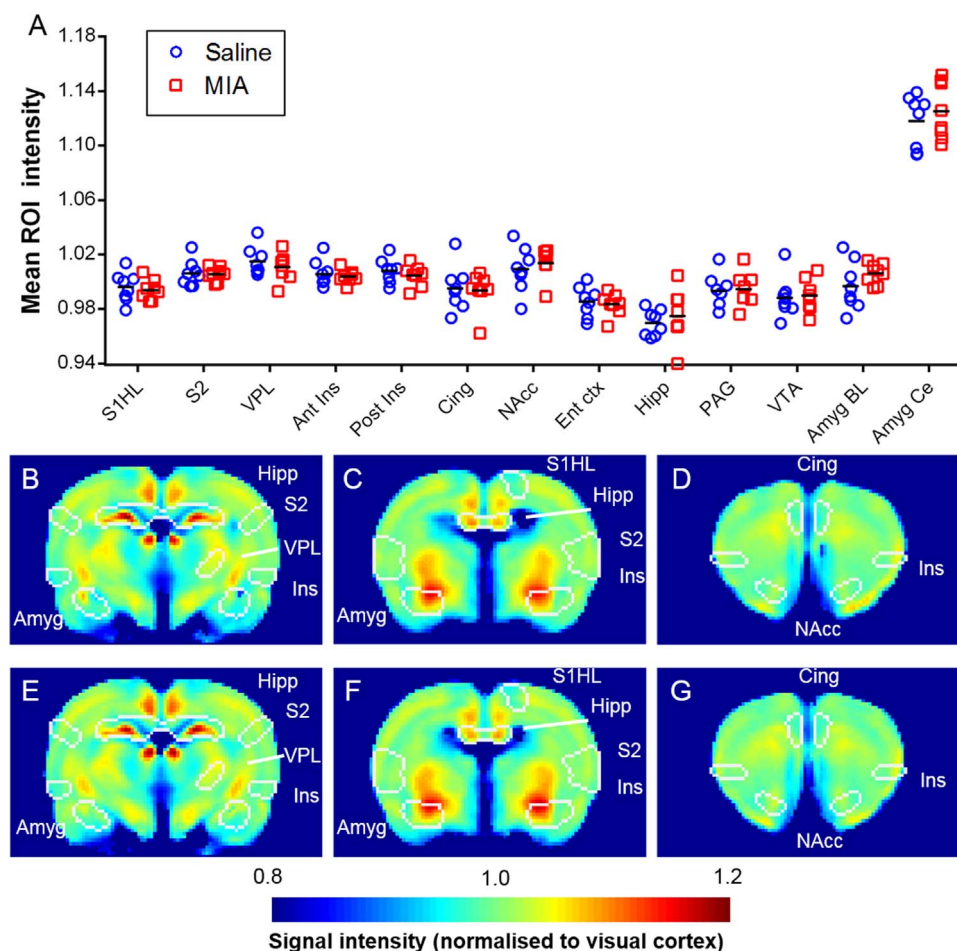 A
1.18
1.14
1.10
1.06
1.02
0.98
0.94
Mean ROI intensity
Saline
MIA
S1HL
S2
VPL
Ant Ins
Post Ins
Cing
NAcc
Ent ctx
Hipp
PAG
VTA
Amyg BL
Amyg Ce
B
Hipp
S2
VPL
Ins
Amyg
C
S1HL
Hipp
S2
Ins
Amyg
D
Cing
Ins
NAcc
E
Hipp
S2
VPL
Ins
Amyg
F
S1HL
Hipp
S2
Ins
Amyg
G
Cing
Ins
NAcc
0.8 1.0 1.2
Signal intensity (normalised to visual cortex)